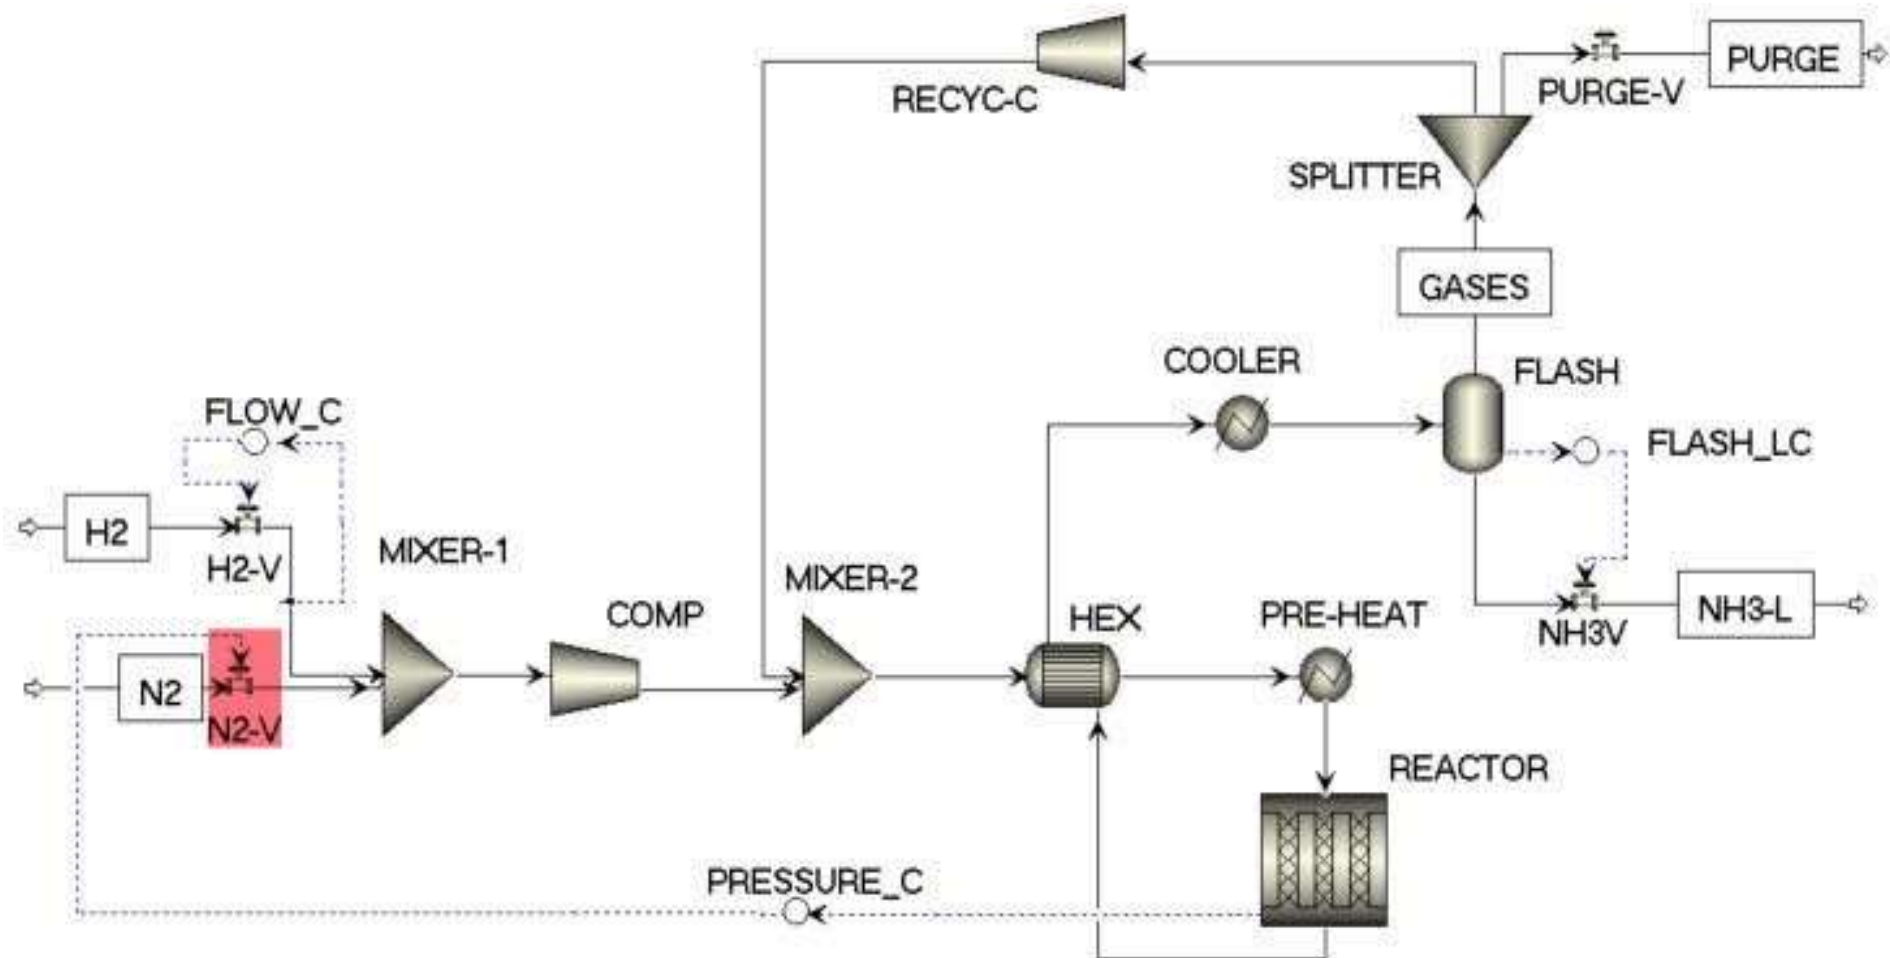 PURGE
RECYC-C
PURGE-V
SPLITTER
GASES
COOLER
FLASH
FLOW_C
FLASH_LC
H2
H2-V
MIXER-1
MIXER-2
COMP
HEX
PRE-HEAT
NH3V
NH3-L
N2
N2-V
REACTOR
PRESSURE_C